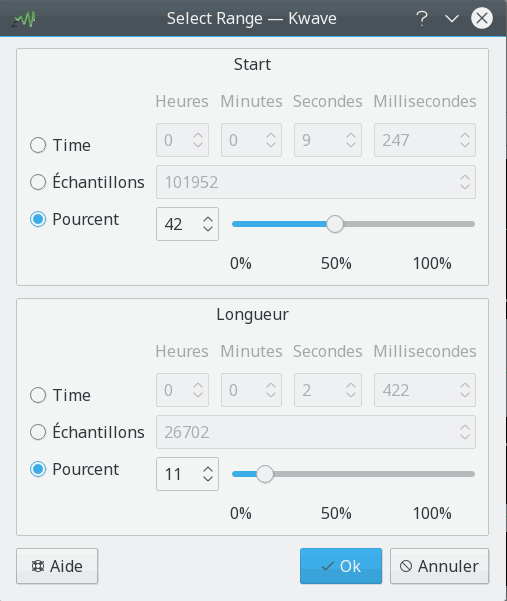 Select Range — Kwave ?
Start
Heures Minutes Secondes Millisecondes
Time 0 0 9 247
Échantillons 101952
Pourcent 42
0% 50% 100%
Longueur
Heures Minutes Secondes Millisecondes
Time 0 0 2 422
Échantillons 26702
Pourcent 11
0% 50% 100%
Aide Ok Annuler